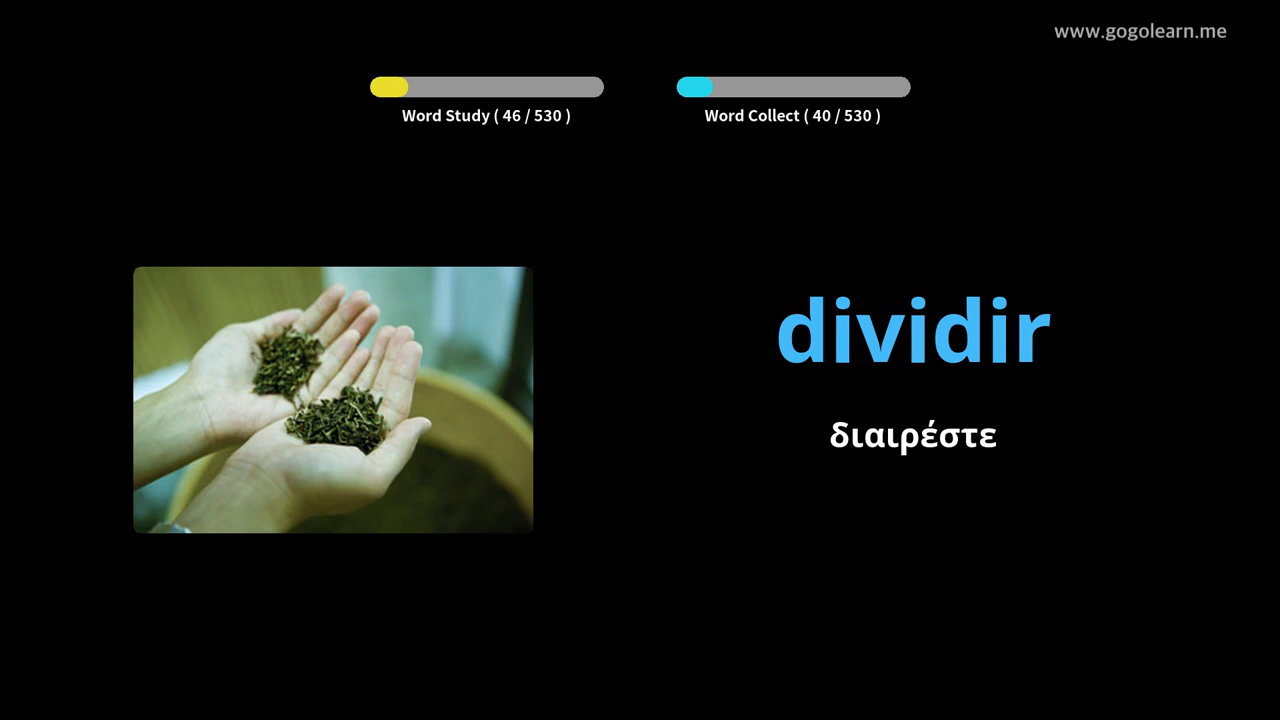 www.gogolearn.me
Word Study ( 46 / 530 )
Word Collect ( 40 / 530 )
dividir
διαιρέστε